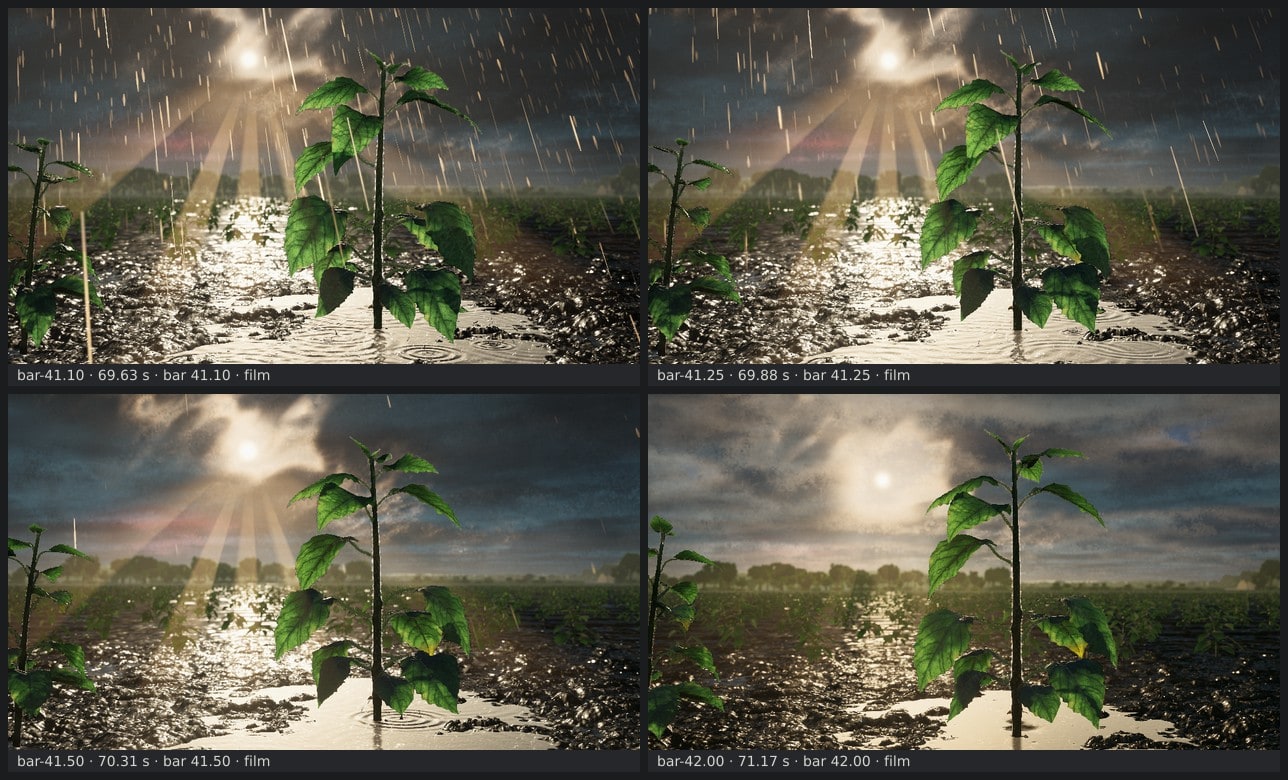 bar-41.10 · 69.63 s · bar 41.10 · film
bar-41.25 · 69.88 s · bar 41.25 · film
bar-41.50 · 70.31 s · bar 41.50 · film
bar-42.00 · 71.17 s · bar 42.00 · film